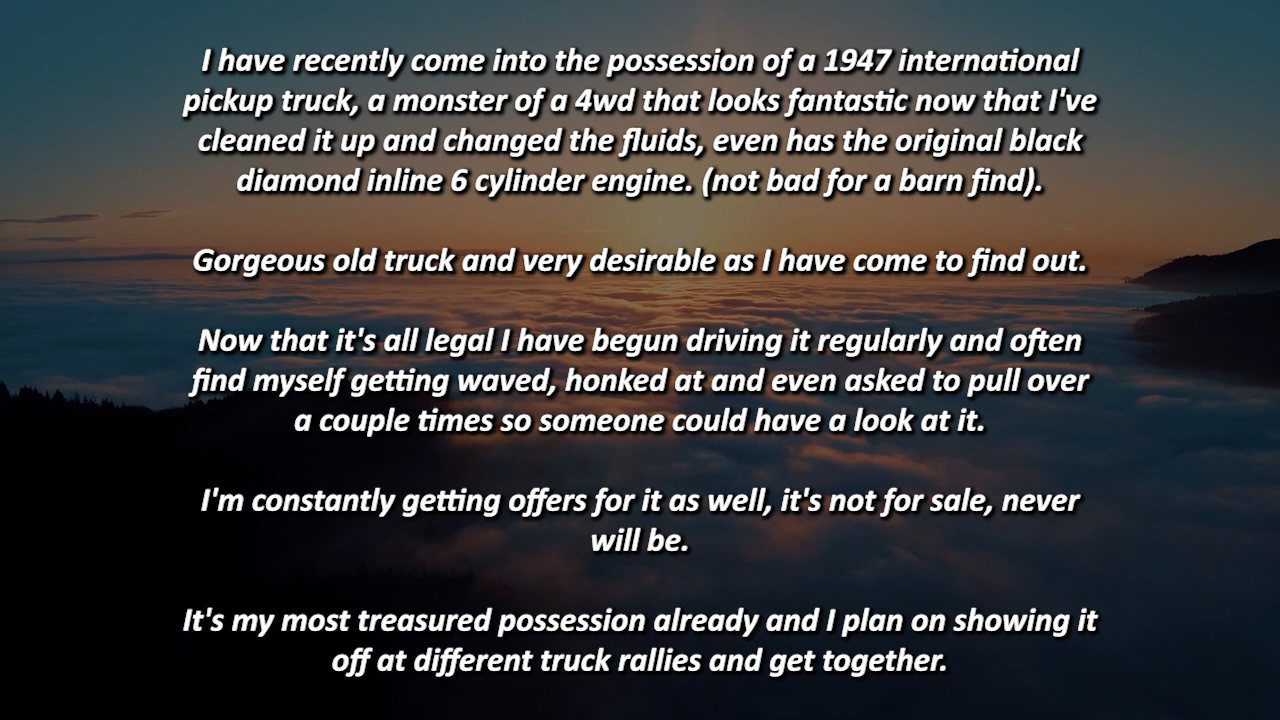 I have recently come into the possession of a 1947 international
pickup truck, a monster of a 4wd that looks fantastic now that I've
cleaned it up and changed the fluids, even has the original black
diamond inline 6 cylinder engine. (not bad for a barn find).
Gorgeous old truck and very desirable as I have come to find out.
Now that it's all legal I have begun driving it regularly and often
find myself getting waved, honked at and even asked to pull over
a couple times so someone could have a look at it.
I'm constantly getting offers for it as well, it's not for sale, never
will be.
It's my most treasured possession already and I plan on showing it
off at different truck rallies and get together.